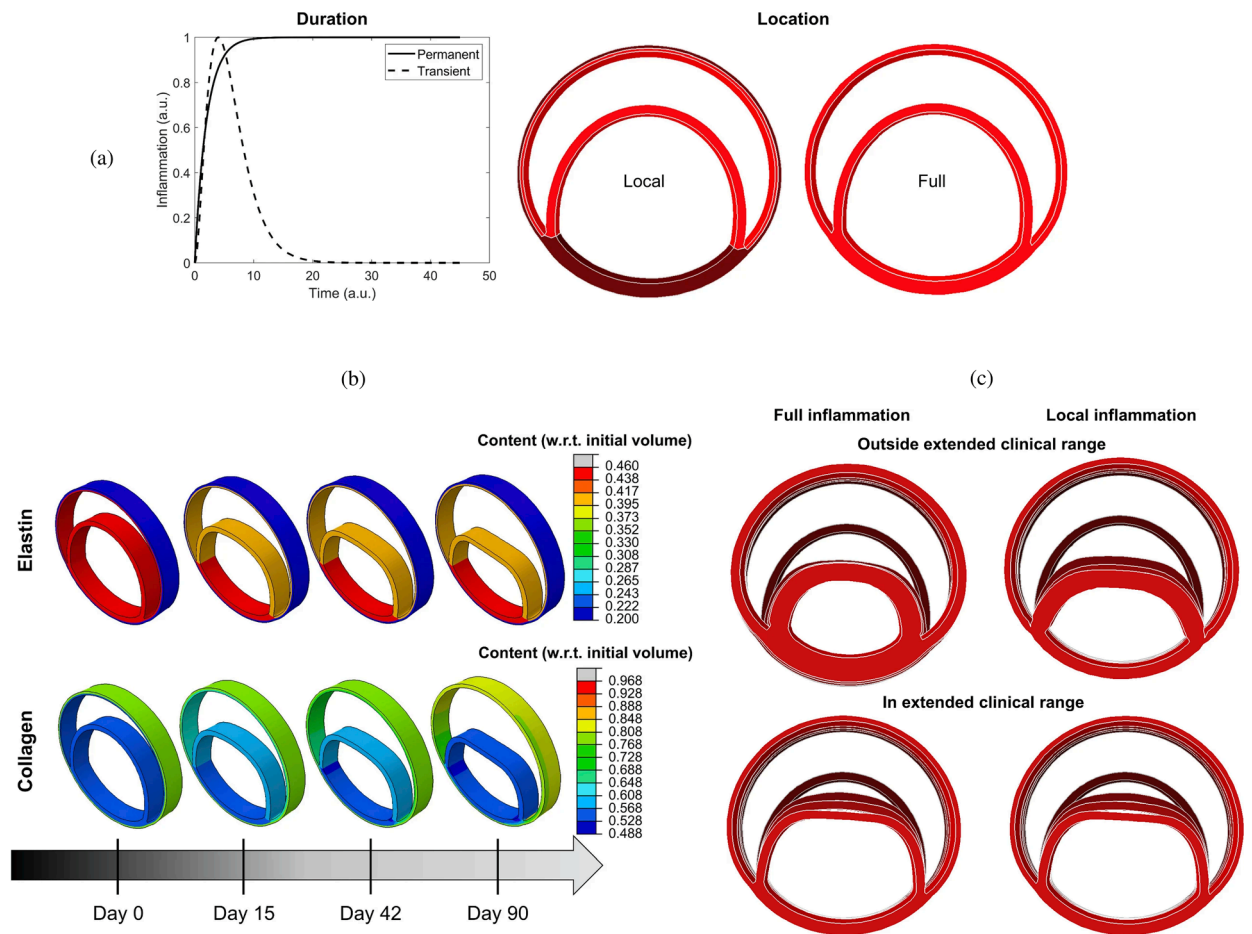 Duration
Location
(a)
Inflammation (a.u.)
1
0.8
0.6
0.4
0.2
0
Permanent
Transient
0
10
20
30
40
50
Time (a.u.)
Local
Full
(b)
(c)
Content (w.r.t. initial volume)
Elastin
0.460
0.438
0.417
0.395
0.373
0.352
0.330
0.308
0.287
0.265
0.243
0.222
0.200
Content (w.r.t. initial volume)
Collagen
0.968
0.928
0.888
0.848
0.808
0.768
0.728
0.688
0.648
0.608
0.568
0.528
0.488
Day 0
Day 15
Day 42
Day 90
Full inflammation
Local inflammation
Outside extended clinical range
In extended clinical range